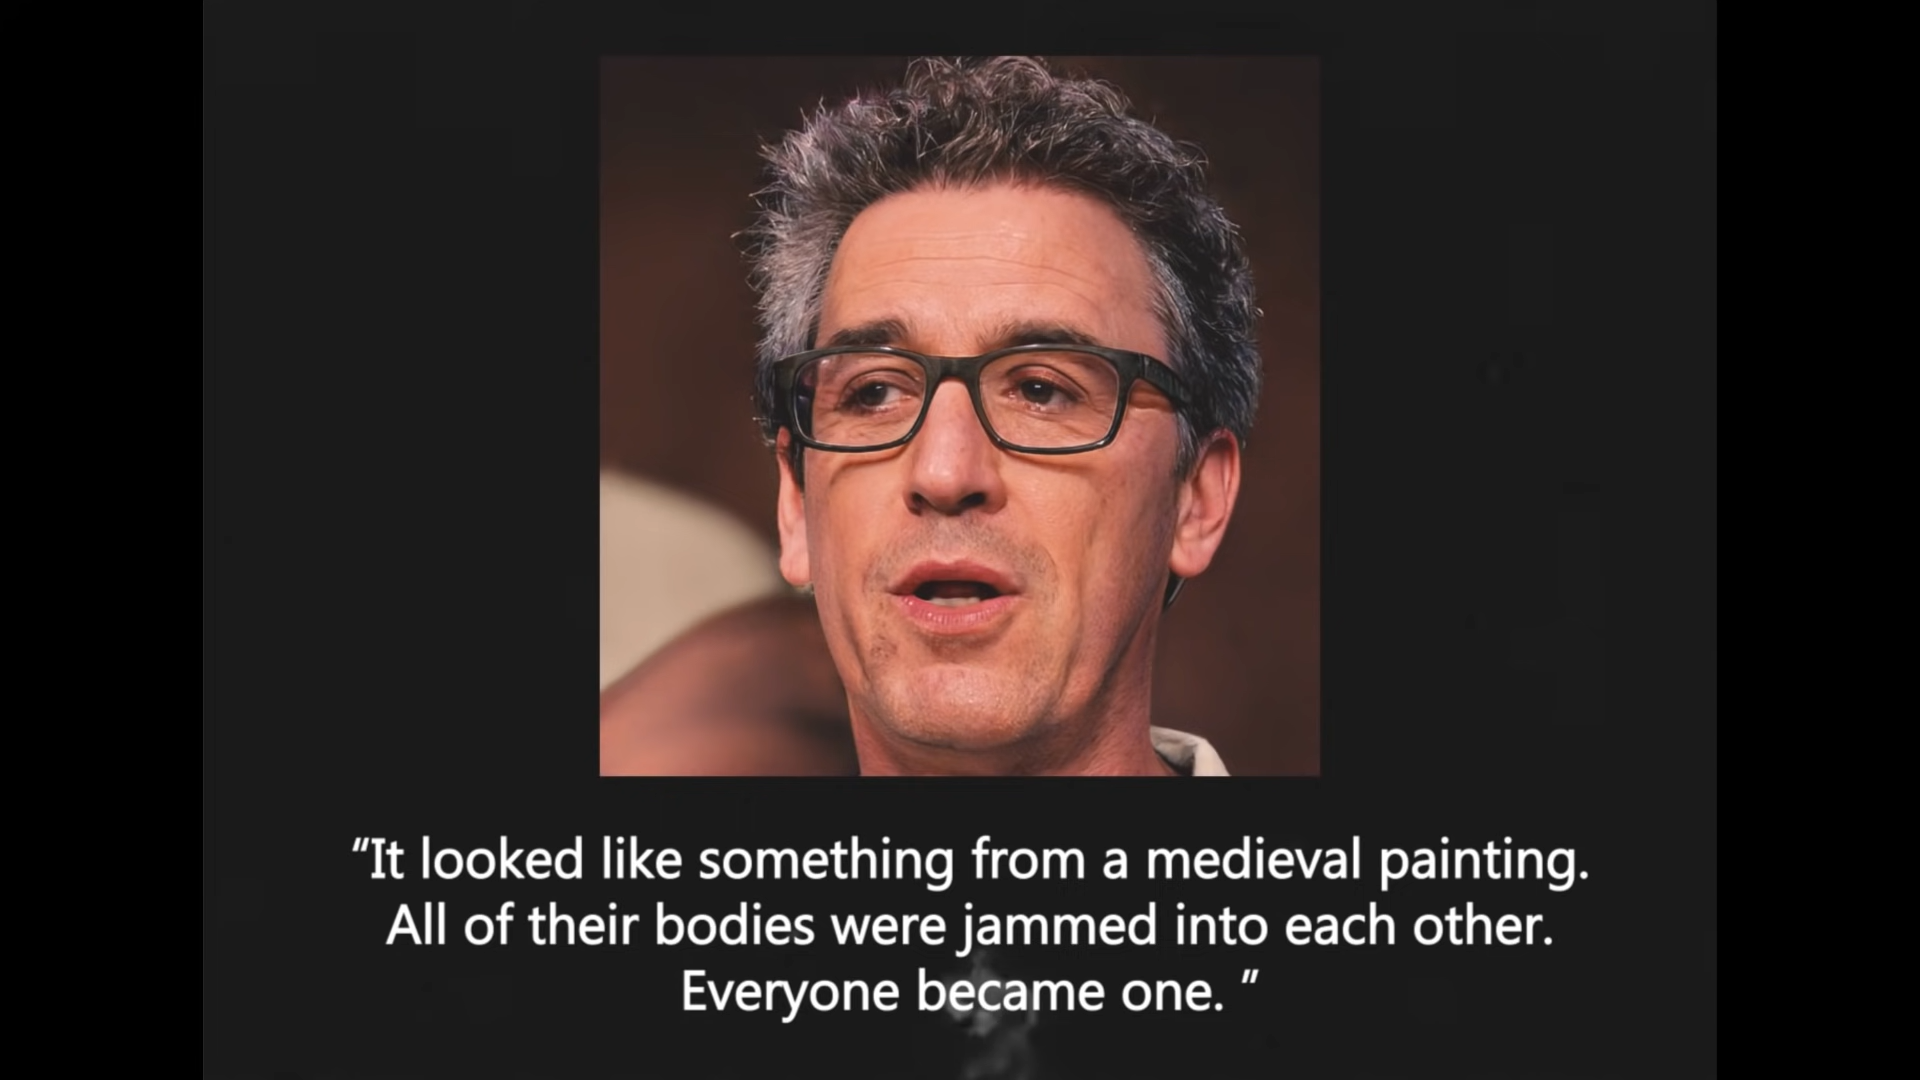 “It looked like something from a medieval painting.
All of their bodies were jammed into each other.
Everyone became one. ”